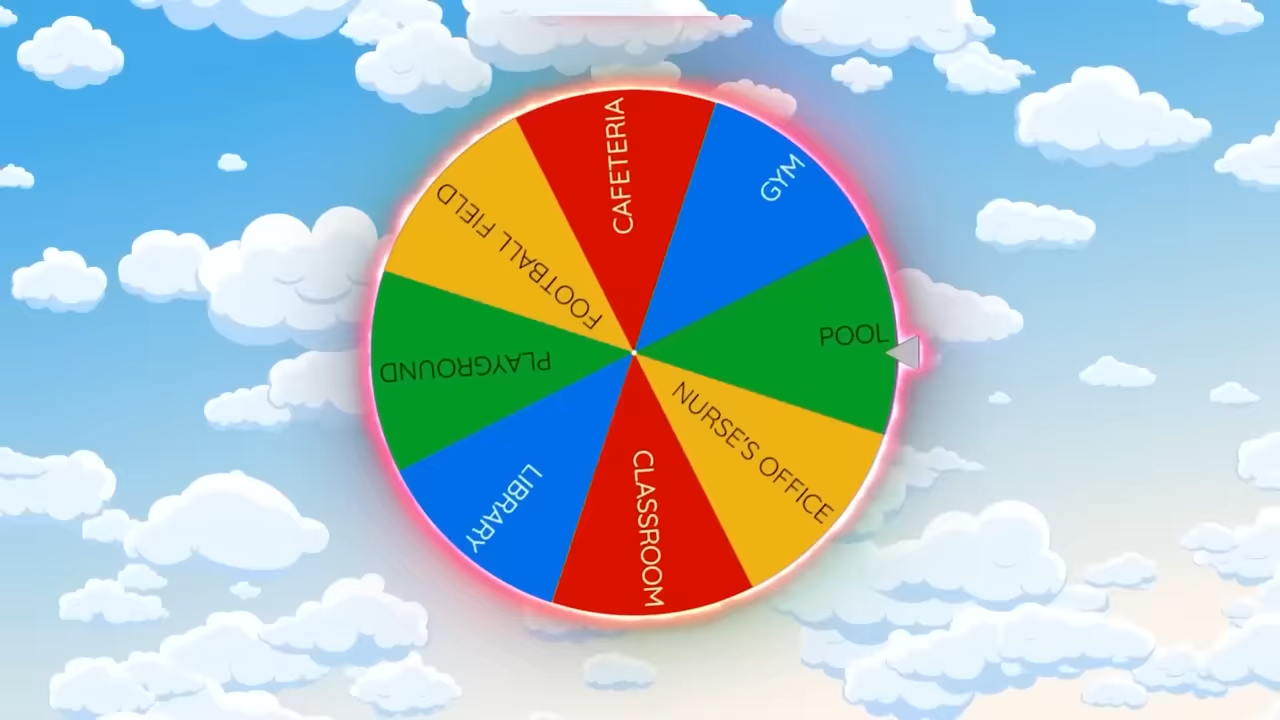 CAFETERIA
GYM
POOL
NURSE'S OFFICE
CLASSROOM
LIBRARY
PLAYGROUND
FOOTBALL FIELD